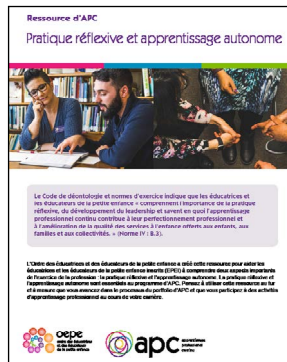 Ressource d'APC
Pratique réflexive et apprentissage autonome
Le Code de déontologie et normes d'exercice indique que les éducatrices et
les éducateurs de la petite enfance « comprennent l'importance de la pratique
réflexive, du développement du leadership et savent en quoi l'apprentissage
professionnel continu contribue à leur perfectionnement professionnel et
à l'amélioration de la qualité des services à l'enfance offerts aux enfants, aux
familles et aux collectivités. » (Norme IV : B.3).
L'Ordre des éducatrices et des éducateurs de la petite enfance a créé cette ressource pour aider les
éducatrices et les éducateurs de la petite enfance inscrits (EPEI) à comprendre deux aspects importants
de l'exercice de la profession : la pratique réflexive et l'apprentissage autonome. La pratique réflexive et
l'apprentissage autonome sont essentiels au programme d'APC. Pensez à utiliser cette ressource au fur
et à mesure que vous avancez dans le processus du portfolio d'APC et que vous participez à des activités
d'apprentissage professionnel au cours de votre carrière.
oepe
apc